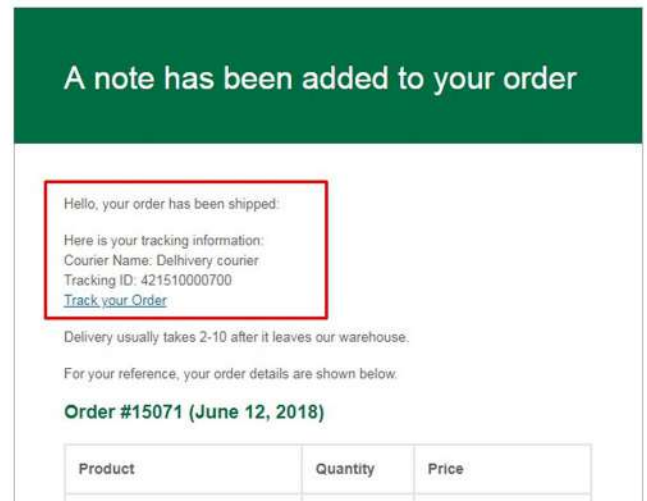 A note has been added to your order
Hello, your order has been shipped:
Here is your tracking information:
Courier Name: Delhivery courier
Tracking ID: 421510000700
Track your Order
Delivery usually takes 2-10 after it leaves our warehouse.
For your reference, your order details are shown below.
Order #15071 (June 12, 2018)
Product Quantity Price